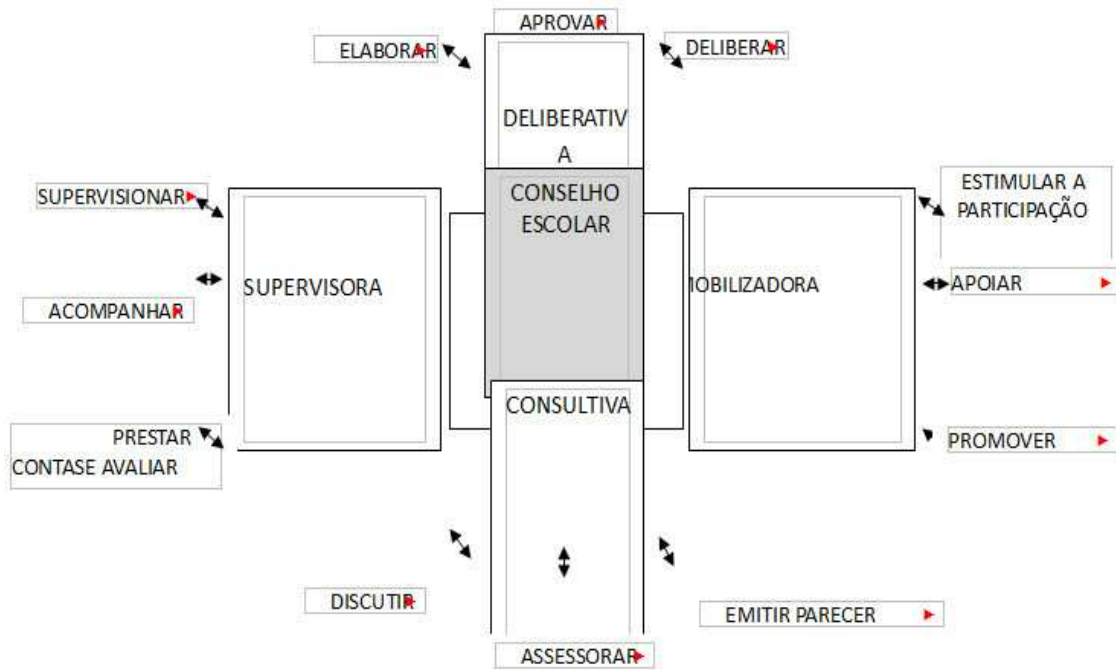 APROVAR
ELABORAR
DELIBERAR
DELIBERATIV
A
CONSELHO
ESCOLAR
SUPERVISIONAR
ESTIMULAR A
PARTICIPAÇÃO
SUPERVISORA
MOBILIZADORA
APOIAR
ACOMPANHAR
CONSULTIVA
PRESTAR
CONTASE AVALIAR
PROMOVER
DISCUTIR
EMITIR PARECER
ASSESSORAR